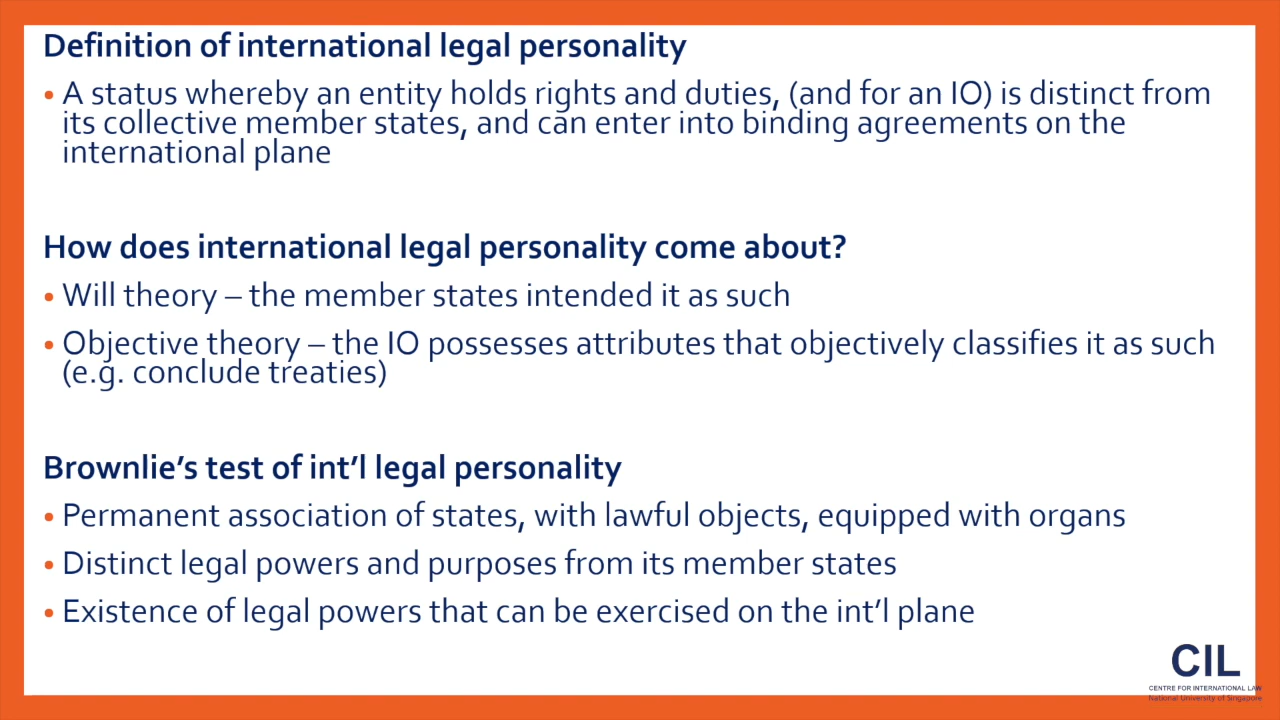 Definition of international legal personality
• A status whereby an entity holds rights and duties, (and for an IO) is distinct from
its collective member states, and can enter into binding agreements on the
international plane
How does international legal personality come about?
• Will theory – the member states intended it as such
• Objective theory – the IO possesses attributes that objectively classifies it as such
(e.g. conclude treaties)
Brownlie’s test of int’l legal personality
• Permanent association of states, with lawful objects, equipped with organs
• Distinct legal powers and purposes from its member states
• Existence of legal powers that can be exercised on the int’l plane
CIL
CENTRE FOR INTERNATIONAL LAW
National University of Singapore